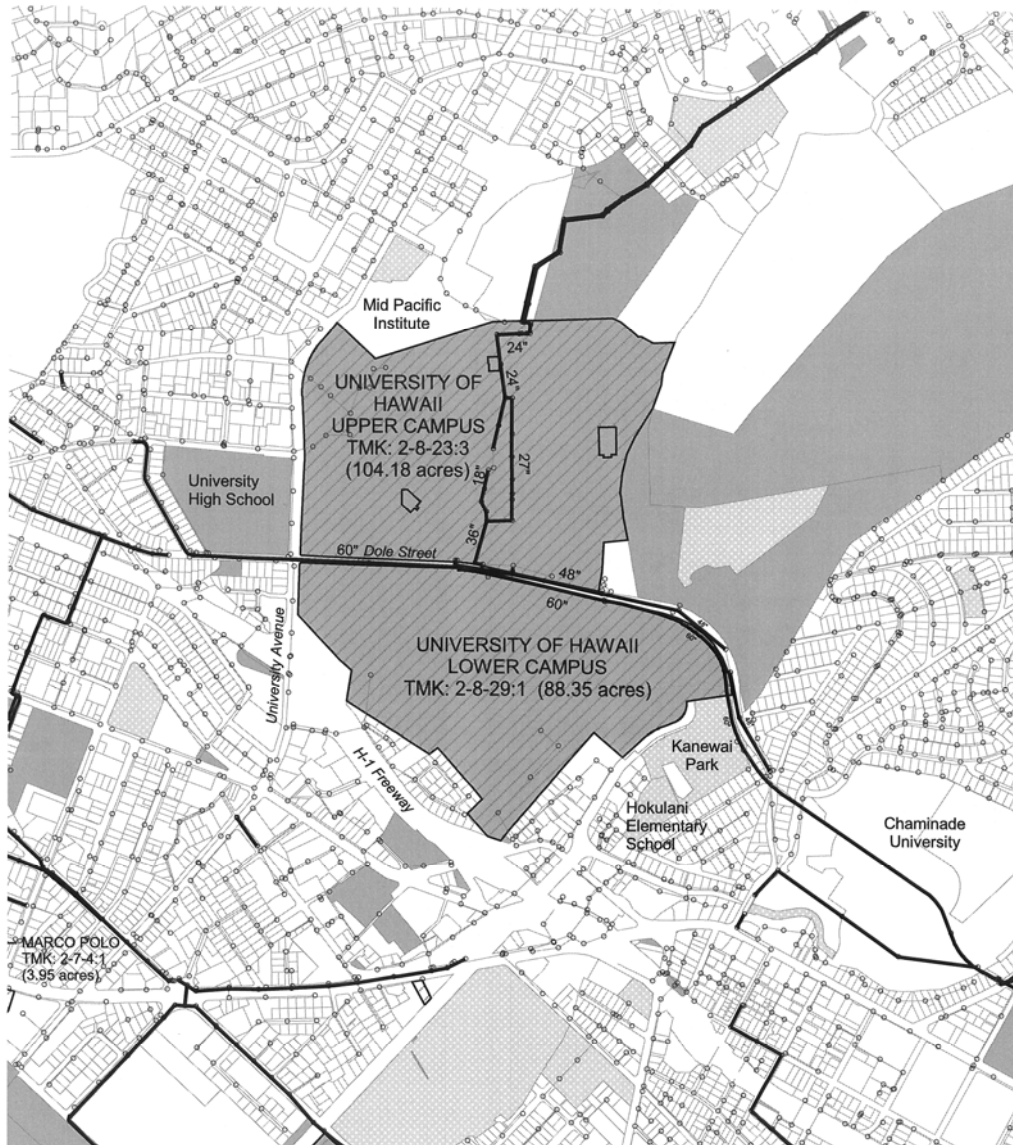 Mid Pacific
Institute
24"
24"
UNIVERSITY OF
HAWAII
UPPER CAMPUS
TMK: 2-8-23:3
(104.18 acres)
27"
18"
36"
University
High School
60" Dole Street
48"
60"
48"
60"
University Avenue
UNIVERSITY OF HAWAII
LOWER CAMPUS
TMK: 2-8-29:1 (88.35 acres)
H-1 Freeway
Kanewai
Park
Hokulani
Elementary
School
Chaminade
University
MARCO POLO
TMK: 2-7-4:1
(3.95 acres)